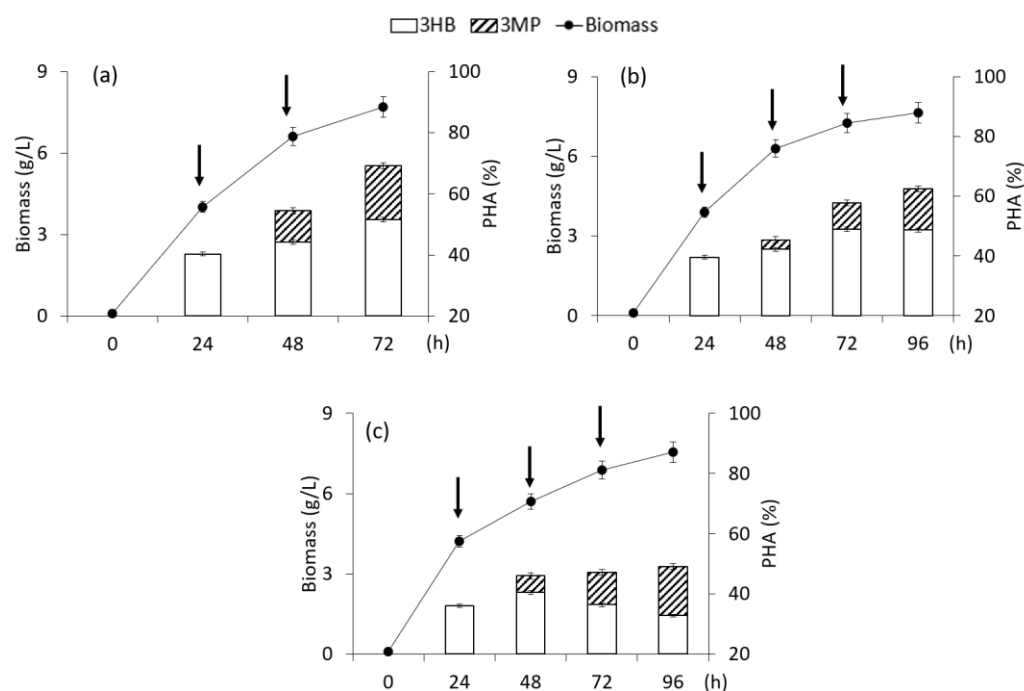 3HB 3MP Biomass
(a)
Biomass (g/L)
9
6
3
0
PHA (%)
100
80
60
40
20
0 24 48 72 (h)
(b)
Biomass (g/L)
9
6
3
0
PHA (%)
100
80
60
40
20
0 24 48 72 96 (h)
(c)
Biomass (g/L)
9
6
3
0
PHA (%)
100
80
60
40
20
0 24 48 72 96 (h)